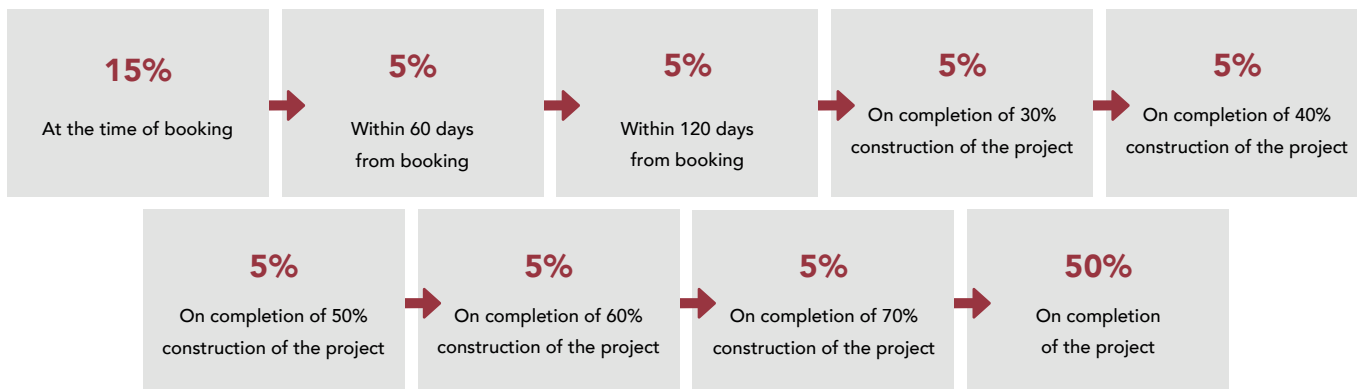 15%
At the time of booking
5%
Within 60 days
from booking
5%
Within 120 days
from booking
5%
On completion of 30%
construction of the project
5%
On completion of 40%
construction of the project
5%
On completion of 50%
construction of the project
5%
On completion of 60%
construction of the project
5%
On completion of 70%
construction of the project
50%
On completion
of the project